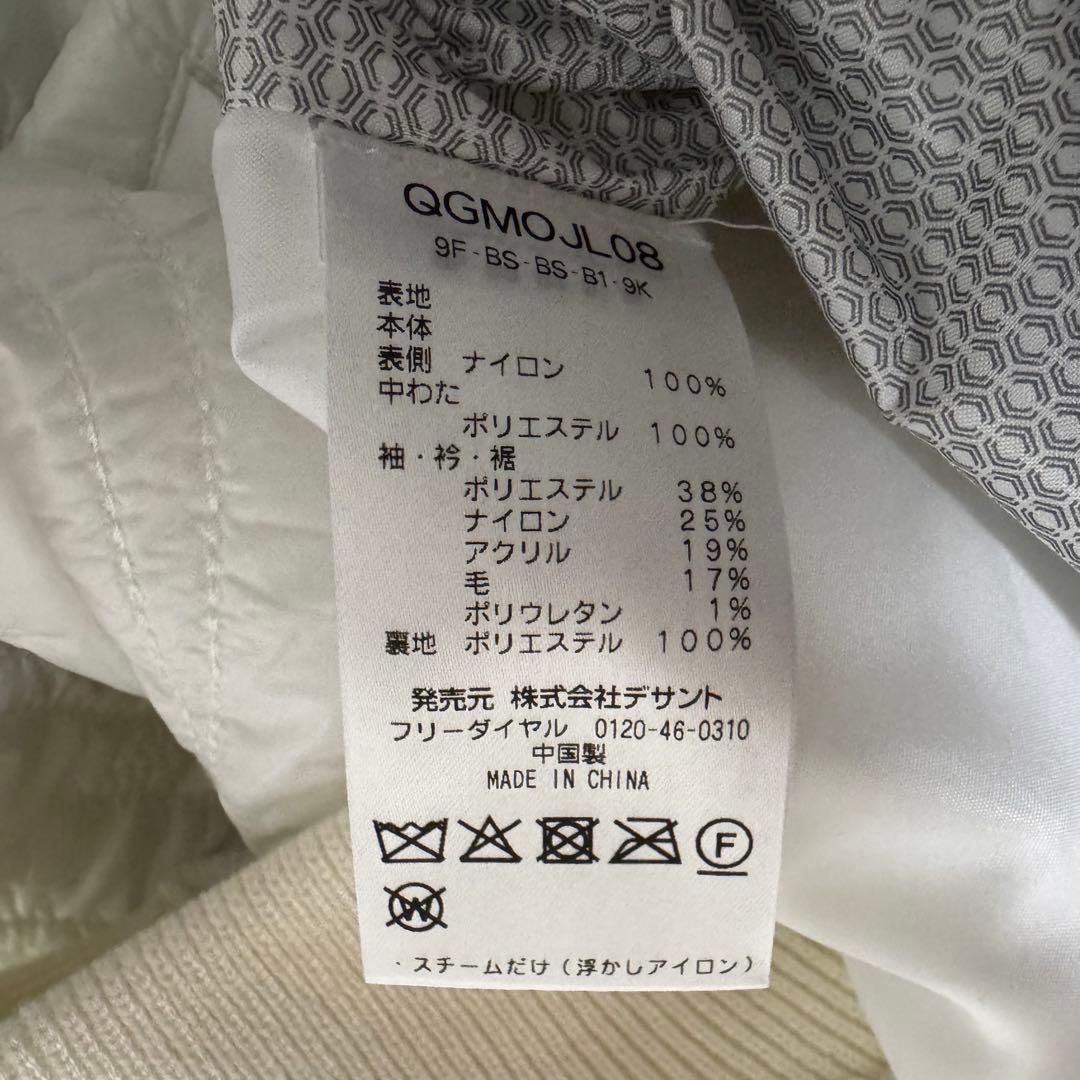 QGMOJL08
9F-BS-BS-B1-9K
表地
本体
表側 ナイロン 100%
中わた
ポリエステル 100%
袖・衿・裾
ポリエステル 38%
ナイロン 25%
アクリル 19%
毛 17%
ポリウレタン 1%
裏地 ポリエステル 100%
発売元 株式会社デサント
フリーダイヤル 0120-46-0310
中国製
MADE IN CHINA
F
W
・スチームだけ(浮かしアイロン)